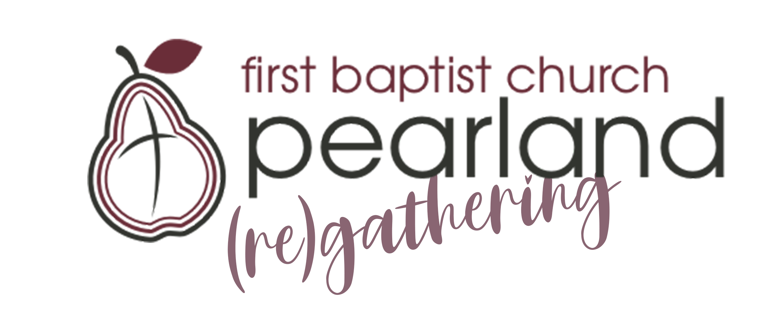 first baptist church
pearland
(re)gathering